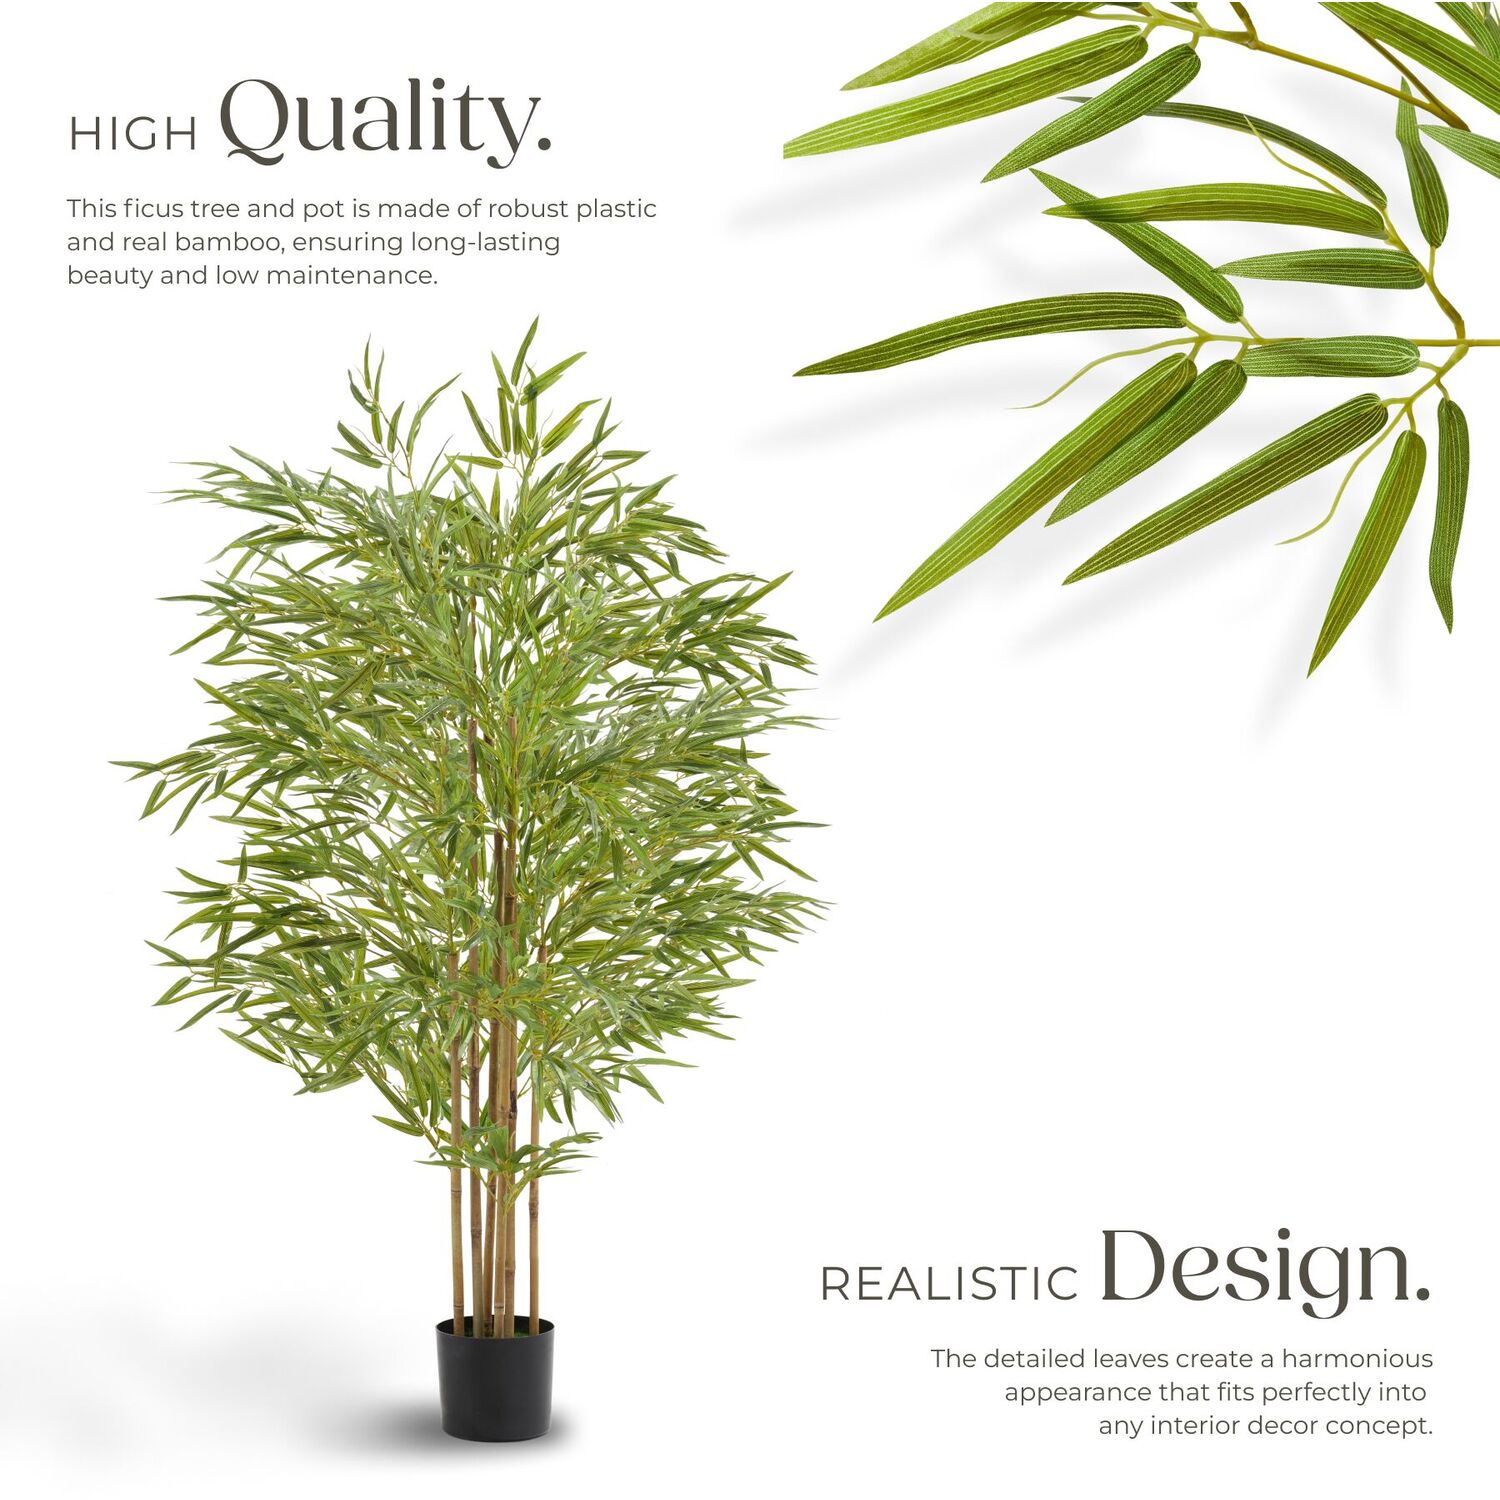 HIGH Quality.
This ficus tree and pot is made of robust plastic
and real bamboo, ensuring long-lasting
beauty and low maintenance.
REALISTIC Design.
The detailed leaves create a harmonious
appearance that fits perfectly into
any interior decor concept.